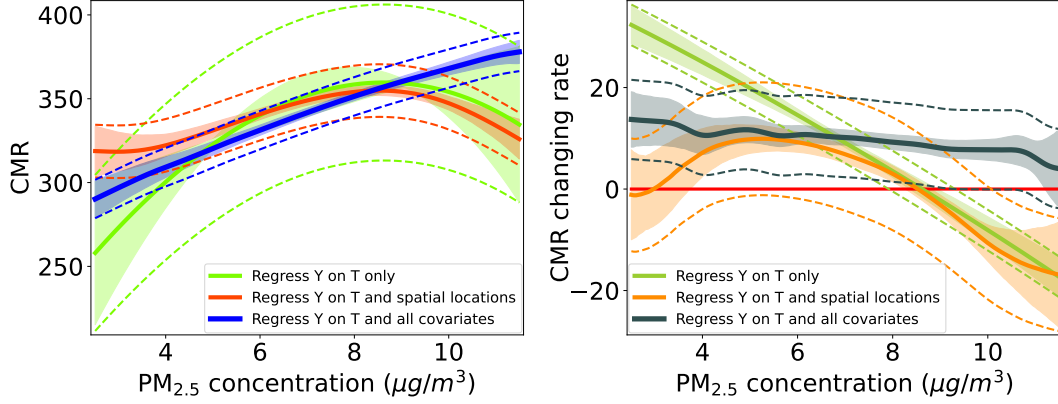 400
350
300
250
CMR
4
6
8
10
PM2.5 concentration (μg/m3)
Regress Y on T only
Regress Y on T and spatial locations
Regress Y on T and all covariates
20
0
−20
CMR changing rate
4
6
8
10
PM2.5 concentration (μg/m3)
Regress Y on T only
Regress Y on T and spatial locations
Regress Y on T and all covariates